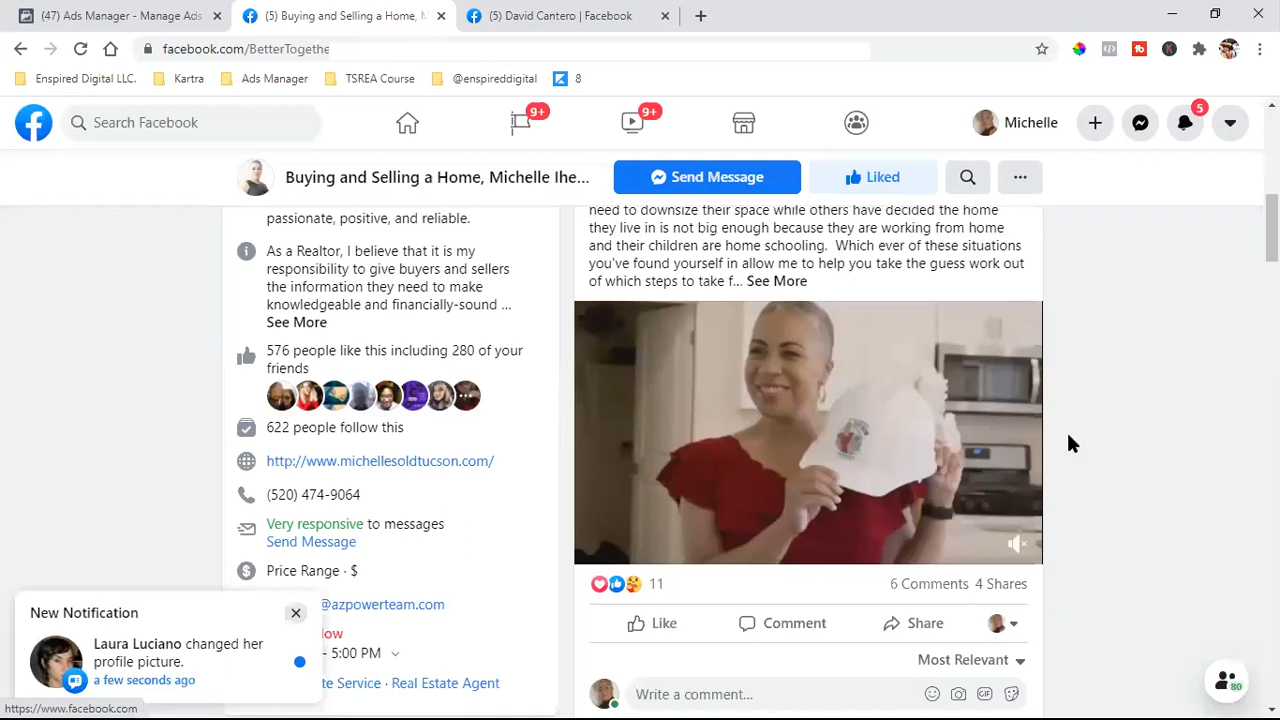 (47) Ads Manager - Manage Ads
(5) Buying and Selling a Home, M
(5) David Cantero | Facebook
facebook.com/BetterTogethe
Enspired Digital LLC.
Kartra
Ads Manager
TSREA Course
@enspireddigital
8
Search Facebook
9+
9+
Michelle
5
Buying and Selling a Home, Michelle Ihe...
Send Message
Liked
passionate, positive, and reliable.
As a Realtor, I believe that it is my
responsibility to give buyers and sellers
the information they need to make
knowledgeable and financially-sound ...
See More
576 people like this including 280 of your
friends
622 people follow this
http://www.michellesoldtucson.com/
(520) 474-9064
Very responsive to messages
Send Message
Price Range · $
@azpowerteam.com
- 5:00 PM
te Service · Real Estate Agent
need to downsize their space while others have decided the home
they live in is not big enough because they are working from home
and their children are home schooling. Which ever of these situations
you've found yourself in allow me to help you take the guess work out
of which steps to take f... See More
11
6 Comments 4 Shares
Like
Comment
Share
Most Relevant
Write a comment...
GIF
New Notification
Laura Luciano changed her
profile picture.
a few seconds ago
80
https://www.facebook.com